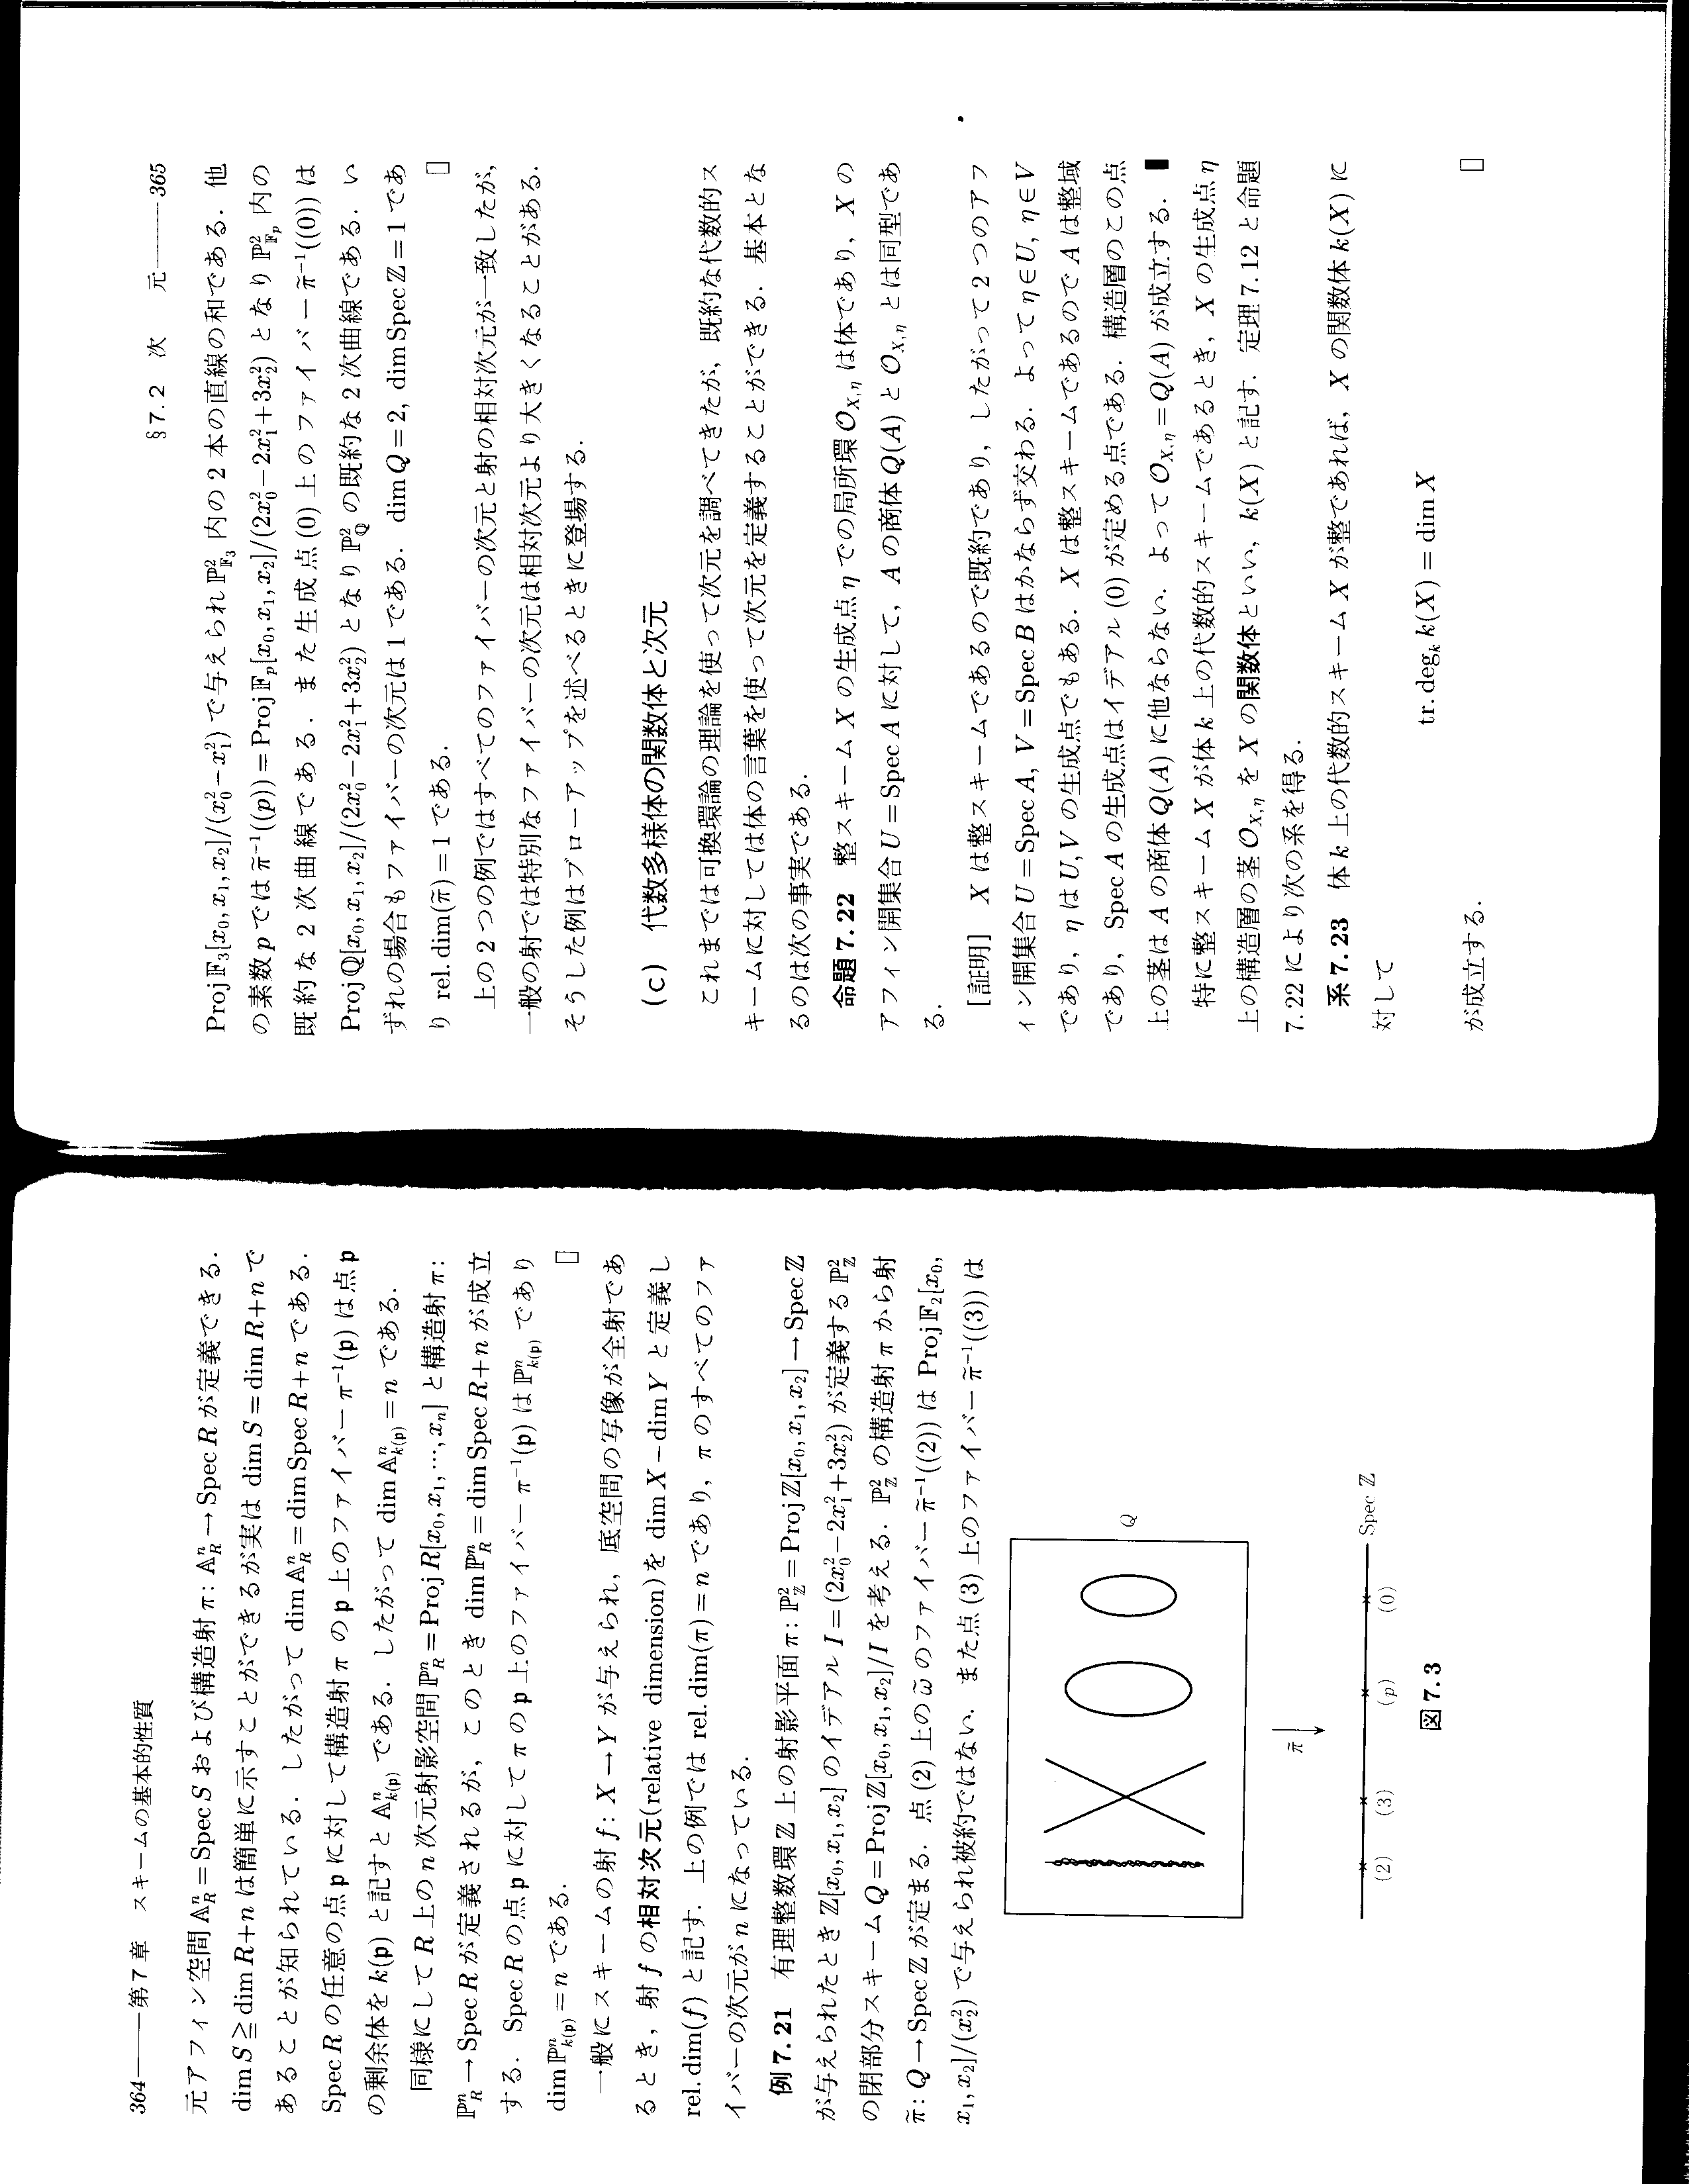 364——第7章　スキームの基本的性質
元アフィン空間 $\mathbb{A}_R^n = \operatorname{Spec} S$ および構造射 $\pi: \mathbb{A}_R^n \to \operatorname{Spec} R$ が定義できる.
$\dim S \geqq \dim R + n$ は簡単に示すことができるが実は $\dim S = \dim R + n$ で
あることが知られている. したがって $\dim \mathbb{A}_R^n = \dim \operatorname{Spec} R + n$ である.
$\operatorname{Spec} R$ の任意の点 $\mathfrak{p}$ に対して構造射 $\pi$ の $\mathfrak{p}$ 上のファイバー $\pi^{-1}(\mathfrak{p})$ は点 $\mathfrak{p}$
の剰余体を $k(\mathfrak{p})$ と記すと $\mathbb{A}_{k(\mathfrak{p})}^n$ である. したがって $\dim \mathbb{A}_{k(\mathfrak{p})}^n = n$ である.
同様にして $R$ 上の $n$ 次元射影空間 $\mathbb{P}_R^n = \operatorname{Proj} R[x_0, x_1, \cdots, x_n]$ と構造射 $\pi$:
$\mathbb{P}_R^n \to \operatorname{Spec} R$ が定義されるが, このとき $\dim \mathbb{P}_R^n = \dim \operatorname{Spec} R + n$ が成立
する. $\operatorname{Spec} R$ の点 $\mathfrak{p}$ に対して $\pi$ の $\mathfrak{p}$ 上のファイバー $\pi^{-1}(\mathfrak{p})$ は $\mathbb{P}_{k(\mathfrak{p})}^n$ であり
$\dim \mathbb{P}_{k(\mathfrak{p})}^n = n$ である. □
一般にスキームの射 $f: X \to Y$ が与えられ, 底空間の写像が全射であ
るとき, 射 $f$ の相対次元(relative dimension)を $\dim X - \dim Y$ と定義し
$\operatorname{rel.dim}(f)$ と記す. 上の例では $\operatorname{rel.dim}(\pi) = n$ であり, $\pi$ のすべてのファ
イバーの次元が $n$ になっている.
例 7.21　有理整数環 $\mathbb{Z}$ 上の射影平面 $\pi: \mathbb{P}_{\mathbb{Z}}^2 = \operatorname{Proj} \mathbb{Z}[x_0, x_1, x_2] \to \operatorname{Spec} \mathbb{Z}$
が与えられたとき $\mathbb{Z}[x_0, x_1, x_2]$ のイデアル $I = (2x_0^2 - 2x_1^2 + 3x_2^2)$ が定義する $\mathbb{P}_{\mathbb{Z}}^2$
の閉部分スキーム $Q = \operatorname{Proj} \mathbb{Z}[x_0, x_1, x_2]/I$ を考える. $\mathbb{P}_{\mathbb{Z}}^2$ の構造射 $\pi$ から射
$\tilde{\pi}: Q \to \operatorname{Spec} \mathbb{Z}$ が定まる. 点 (2) 上の $\tilde{\omega}$ のファイバー $\tilde{\pi}^{-1}((2))$ は $\operatorname{Proj} \mathbb{F}_2[x_0,$
$x_1, x_2]/(x_2^2)$ で与えられ被約ではない. また点 (3) 上のファイバー $\tilde{\pi}^{-1}((3))$ は
$Q$
$\tilde{\pi}$
(2)　(3)　$(p)$　(0)　Spec $\mathbb{Z}$
図 7.3
§7.2　次　元——365
$\operatorname{Proj} \mathbb{F}_3[x_0, x_1, x_2]/(x_0^2 - x_1^2)$ で与えられ $\mathbb{P}_{\mathbb{F}_3}^2$ 内の 2 本の直線の和である. 他
の素数 $p$ では $\tilde{\pi}^{-1}((p)) = \operatorname{Proj} \mathbb{F}_p[x_0, x_1, x_2]/(2x_0^2 - 2x_1^2 + 3x_2^2)$ となり $\mathbb{P}_{\mathbb{F}_p}^2$ 内の
既約な 2 次曲線である. また生成点 (0) 上のファイバー $\tilde{\pi}^{-1}((0))$ は
$\operatorname{Proj} \mathbb{Q}[x_0, x_1, x_2]/(2x_0^2 - 2x_1^2 + 3x_2^2)$ となり $\mathbb{P}_{\mathbb{Q}}^2$ の既約な 2 次曲線である. い
ずれの場合もファイバーの次元は 1 である. $\dim Q = 2$, $\dim \operatorname{Spec} \mathbb{Z} = 1$ であ
り $\operatorname{rel.dim}(\tilde{\pi}) = 1$ である. □
上の 2 つの例ではすべてのファイバーの次元と射の相対次元が一致したが,
一般の射では特別なファイバーの次元は相対次元より大きくなることがある.
そうした例はブローアップを述べるときに登場する.
(c)　代数多様体の関数体と次元
これまでは可換環論の理論を使って次元を調べてきたが, 既約な代数的ス
キームに対しては体の言葉を使って次元を定義することができる. 基本とな
るのは次の事実である.
命題 7.22　整スキーム $X$ の生成点 $\eta$ での局所環 $\mathcal{O}_{X,\eta}$ は体であり, $X$ の
アフィン開集合 $U = \operatorname{Spec} A$ に対して, $A$ の商体 $Q(A)$ と $\mathcal{O}_{X,\eta}$ とは同型であ
る.
[証明]　$X$ は整スキームであるので既約であり, したがって 2 つのアフ
ィン開集合 $U = \operatorname{Spec} A$, $V = \operatorname{Spec} B$ はかならず交わる. よって $\eta \in U$, $\eta \in V$
であり, $\eta$ は $U, V$ の生成点でもある. $X$ は整スキームであるので $A$ は整域
であり, $\operatorname{Spec} A$ の生成点はイデアル (0) が定める点である. 構造層のこの点
上の茎は $A$ の商体 $Q(A)$ に他ならない. よって $\mathcal{O}_{X,\eta} = Q(A)$ が成立する. ■
特に整スキーム $X$ が体 $k$ 上の代数的スキームであるとき, $X$ の生成点 $\eta$
上の構造層の茎 $\mathcal{O}_{X,\eta}$ を $X$ の関数体といい, $k(X)$ と記す. 定理 7.12 と命題
7.22 により次の系を得る.
系 7.23　体 $k$ 上の代数的スキーム $X$ が整であれば, $X$ の関数体 $k(X)$ に
対して
$\operatorname{tr.deg}_k k(X) = \dim X$
が成立する. □